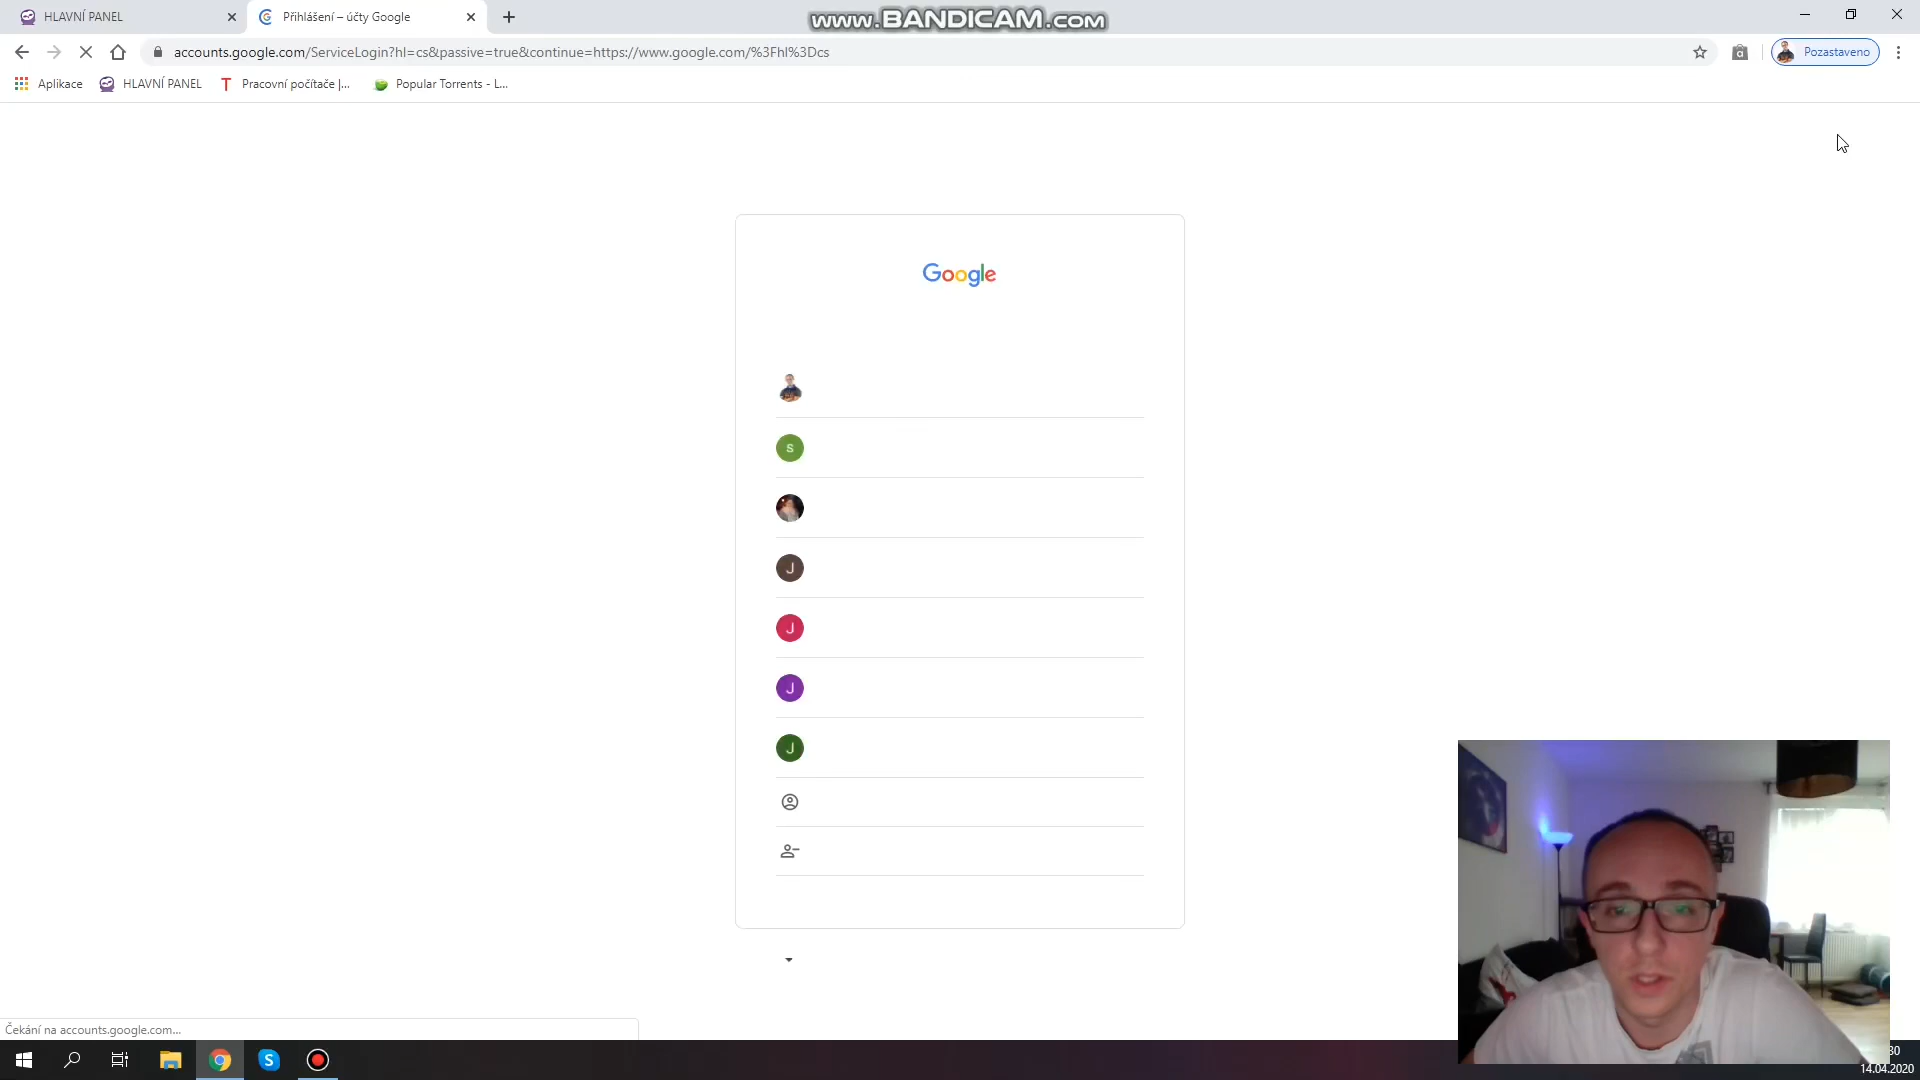 HLAVNÍ PANEL
Přihlášení – účty Google
www.BANDICAM.com
accounts.google.com/ServiceLogin?hl=cs&passive=true&continue=https://www.google.com/%3Fhl%3Dcs
a
Pozastaveno
Aplikace
HLAVNÍ PANEL
T Pracovní počítače |...
Popular Torrents - L...
Google
S
J
J
J
J
Čekání na accounts.google.com...
S
30
14.04.2020